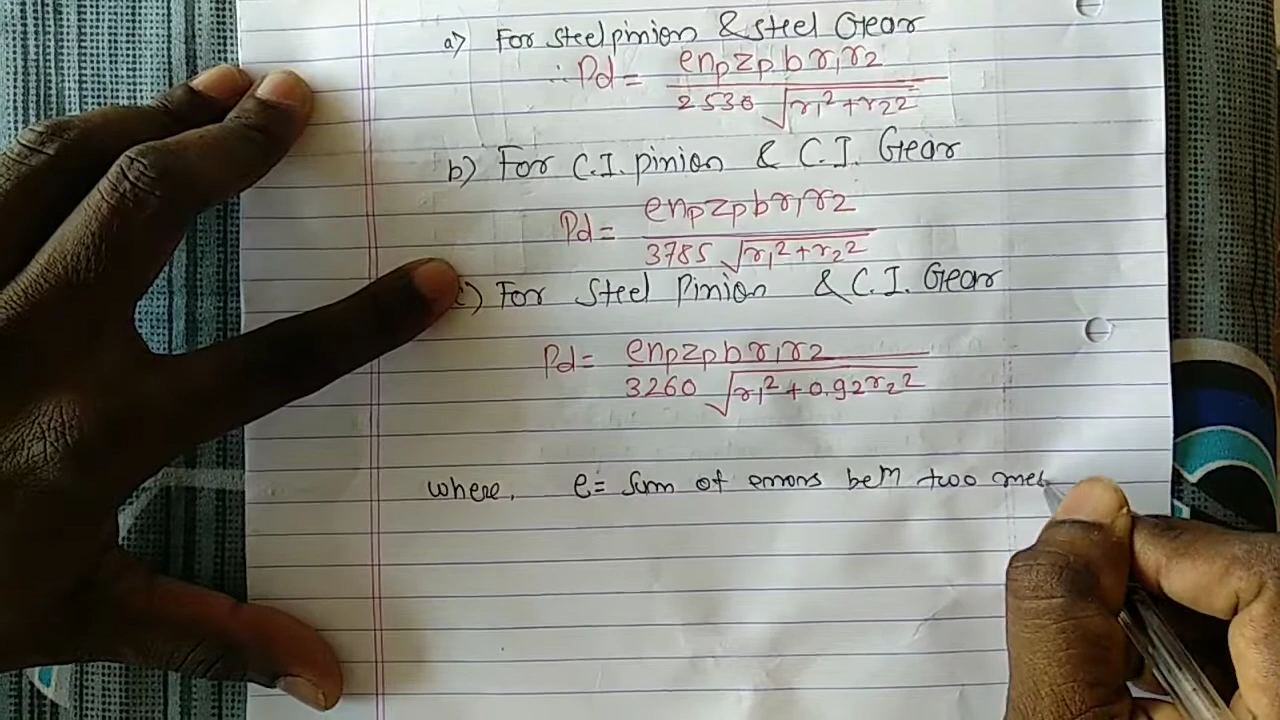 a) For steel pinion & steel Gear
∴ Pd = enpzpbr₁r₂ / 2530 √r₁²+r₂²
b) For C.I. pinion & C.I. Gear
Pd = enpzpbr₁r₂ / 3785 √r₁²+r₂²
c) For Steel Pinion & C.I. Gear
Pd = enpzpbr₁r₂ / 3260 √r₁²+0.92r₂²
where, e = Sum of errors betn two mes